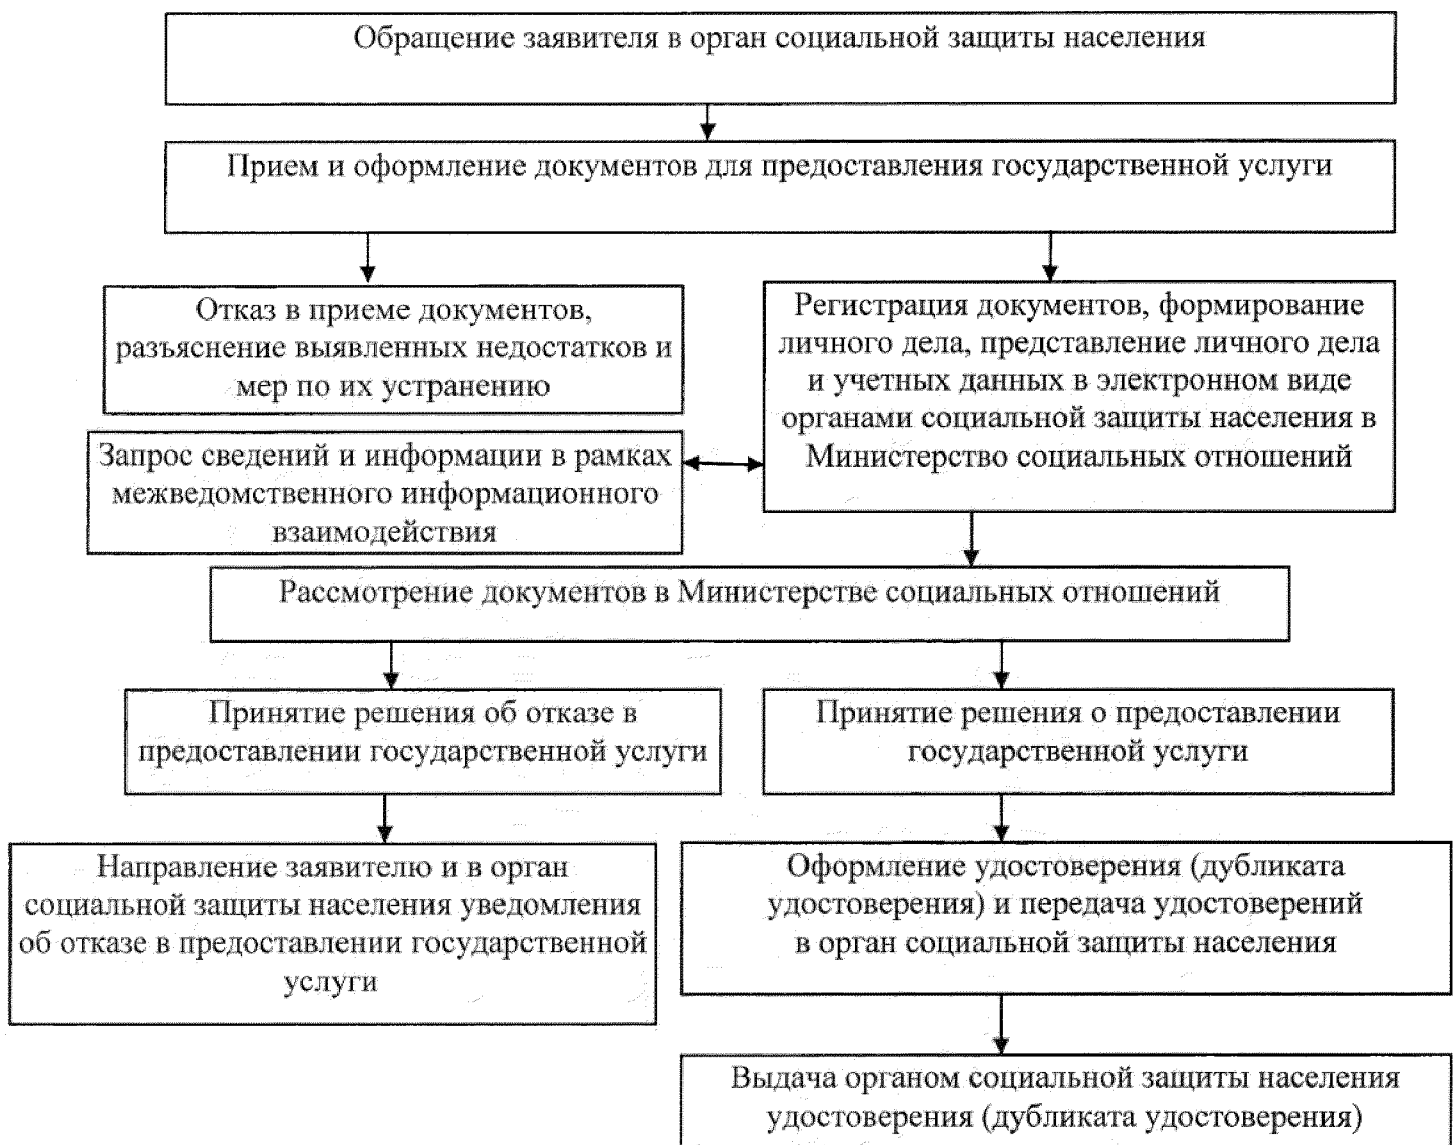 Обращение заявителя в орган социальной защиты населения
Прием и оформление документов для предоставления государственной услуги
Отказ в приеме документов,
разъяснение выявленных недостатков и
мер по их устранению
Регистрация документов, формирование
личного дела, представление личного дела
и учетных данных в электронном виде
органами социальной защиты населения в
Министерство социальных отношений
Запрос сведений и информации в рамках
межведомственного информационного
взаимодействия
Рассмотрение документов в Министерстве социальных отношений
Принятие решения об отказе в
предоставлении государственной услуги
Принятие решения о предоставлении
государственной услуги
Направление заявителю и в орган
социальной защиты населения уведомления
об отказе в предоставлении государственной
услуги
Оформление удостоверения (дубликата
удостоверения) и передача удостоверений
в орган социальной защиты населения
Выдача органом социальной защиты населения
удостоверения (дубликата удостоверения)